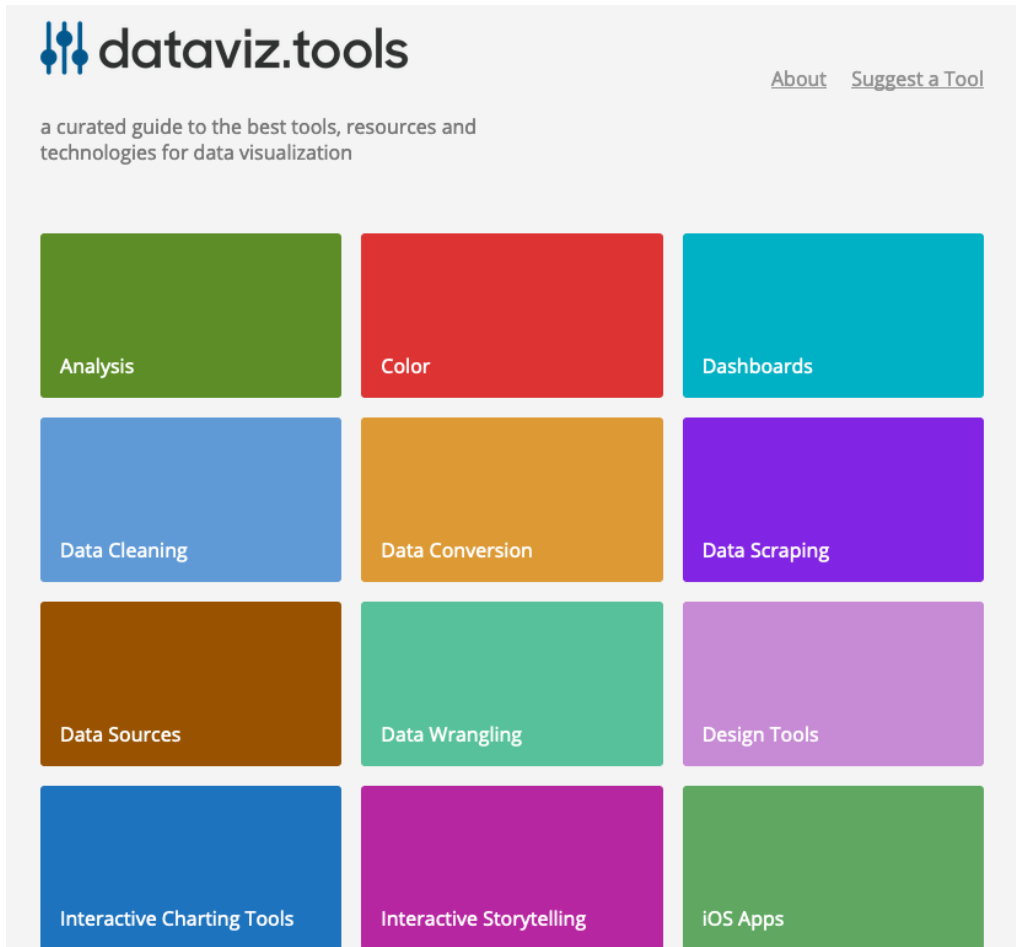 dataviz.tools
About Suggest a Tool
a curated guide to the best tools, resources and
technologies for data visualization
Analysis
Color
Dashboards
Data Cleaning
Data Conversion
Data Scraping
Data Sources
Data Wrangling
Design Tools
Interactive Charting Tools
Interactive Storytelling
iOS Apps